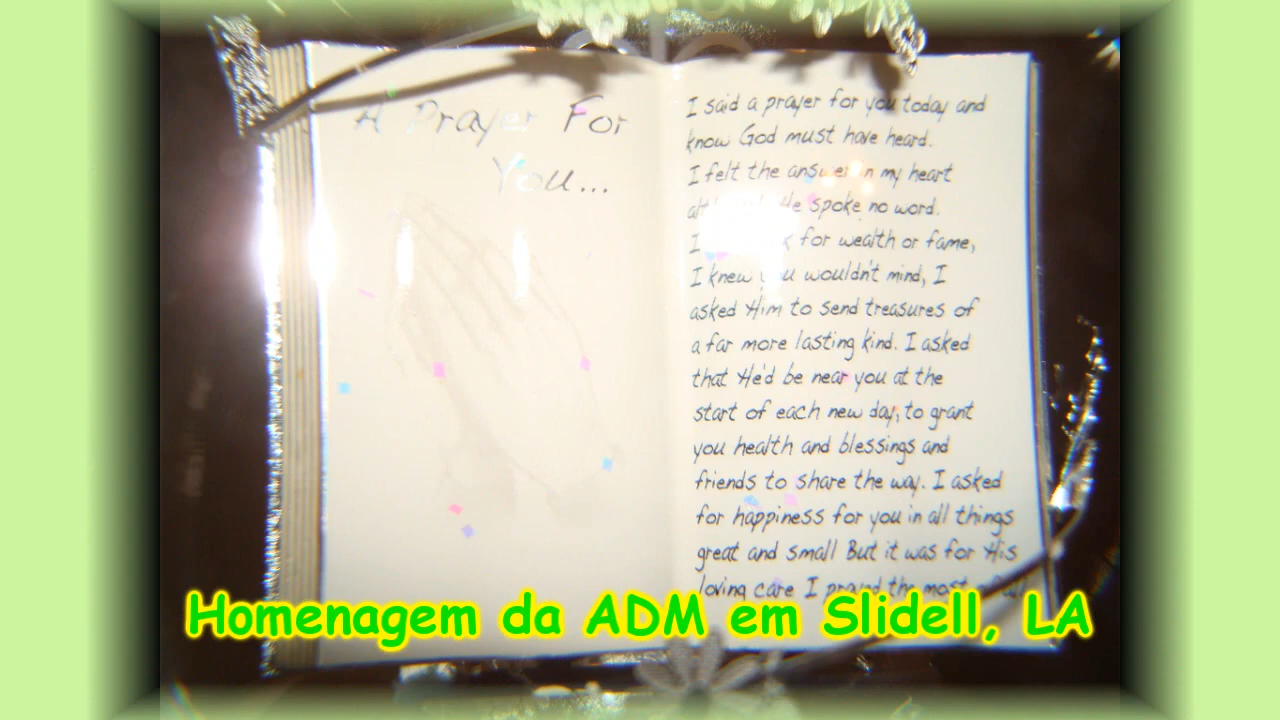 A Prayer For
You...
I said a prayer for you today and
know God must have heard.
I felt the answer in my heart
He spoke no word.
I for wealth or fame,
I knew you wouldn't mind, I
asked Him to send treasures of
a far more lasting kind. I asked
that He'd be near you at the
start of each new day, to grant
you health and blessings and
friends to share the way. I asked
for happiness for you in all things
great and small But it was for His
loving care I prayed the most
Homenagem da ADM em Slidell, LA